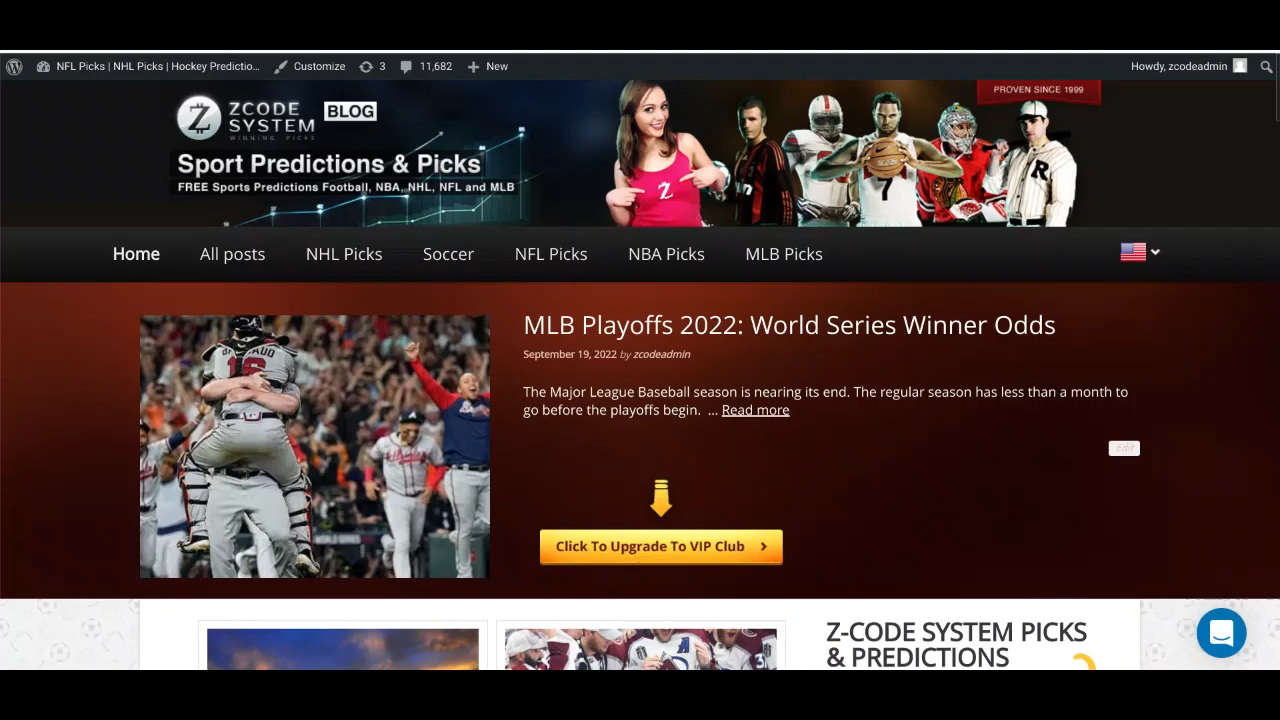 NFL Picks | NHL Picks | Hockey Predictio... Customize 3 11,682 New Howdy, zcodeadmin
PROVEN SINCE 1999
ZCODE
SYSTEM
BLOG
WINNING PICKS
Sport Predictions & Picks
FREE Sports Predictions Football, NBA, NHL, NFL and MLB
Z
7
R
Home All posts NHL Picks Soccer NFL Picks NBA Picks MLB Picks
MLB Playoffs 2022: World Series Winner Odds
September 19, 2022 by zcodeadmin
The Major League Baseball season is nearing its end. The regular season has less than a month to
go before the playoffs begin. ... Read more
Edit
Click To Upgrade To VIP Club
Z-CODE SYSTEM PICKS
& PREDICTIONS